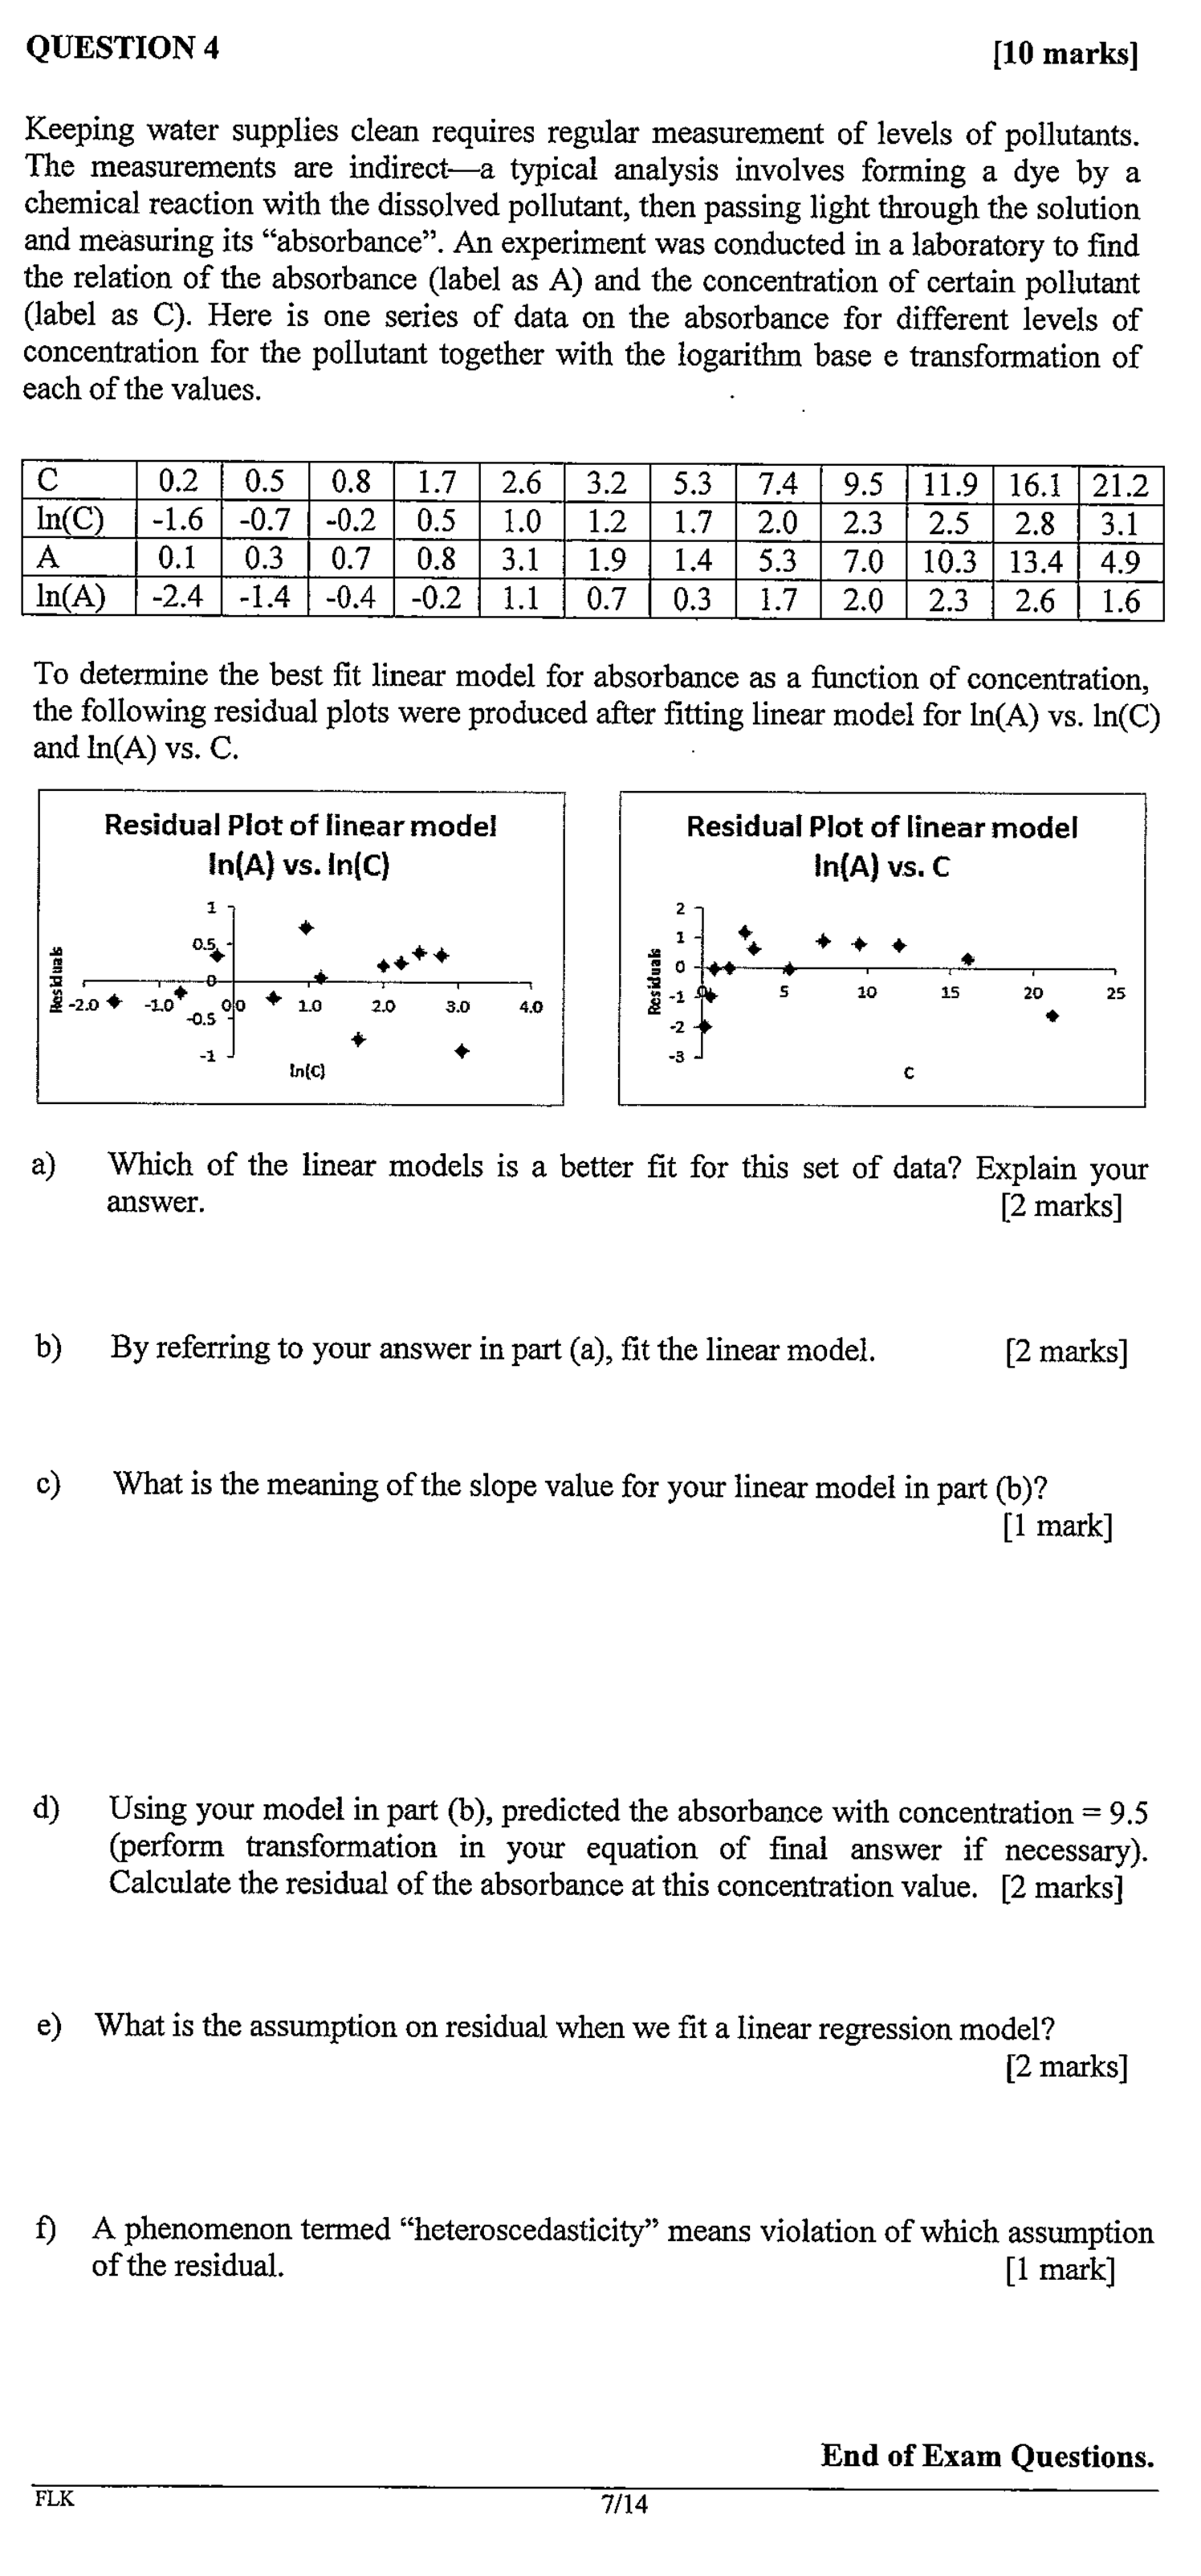 QUESTION 4 [10 marks]
Keeping water supplies clean requires regular measurement of levels of pollutants.
The measurements are indirect—a typical analysis involves forming a dye by a
chemical reaction with the dissolved pollutant, then passing light through the solution
and measuring its “absorbance”. An experiment was conducted in a laboratory to find
the relation of the absorbance (label as A) and the concentration of certain pollutant
(label as C). Here is one series of data on the absorbance for different levels of
concentration for the pollutant together with the logarithm base e transformation of
each of the values.
C 0.2 0.5 0.8 1.7 2.6 3.2 5.3 7.4 9.5 11.9 16.1 21.2
ln(C) -1.6 -0.7 -0.2 0.5 1.0 1.2 1.7 2.0 2.3 2.5 2.8 3.1
A 0.1 0.3 0.7 0.8 3.1 1.9 1.4 5.3 7.0 10.3 13.4 4.9
ln(A) -2.4 -1.4 -0.4 -0.2 1.1 0.7 0.3 1.7 2.0 2.3 2.6 1.6
To determine the best fit linear model for absorbance as a function of concentration,
the following residual plots were produced after fitting linear model for ln(A) vs. ln(C)
and ln(A) vs. C.
Residual Plot of linear model
ln(A) vs. ln(C)
1
0.5
0
-0.5
-1
Residuals
-2.0 -1.0 0.0 1.0 2.0 3.0 4.0
ln(C)
Residual Plot of linear model
ln(A) vs. C
2
1
0
-1
-2
-3
Residuals
0 5 10 15 20 25
C
a) Which of the linear models is a better fit for this set of data? Explain your
answer. [2 marks]
b) By referring to your answer in part (a), fit the linear model. [2 marks]
c) What is the meaning of the slope value for your linear model in part (b)?
[1 mark]
d) Using your model in part (b), predicted the absorbance with concentration = 9.5
(perform transformation in your equation of final answer if necessary).
Calculate the residual of the absorbance at this concentration value. [2 marks]
e) What is the assumption on residual when we fit a linear regression model?
[2 marks]
f) A phenomenon termed “heteroscedasticity” means violation of which assumption
of the residual. [1 mark]
End of Exam Questions.
FLK 7/14